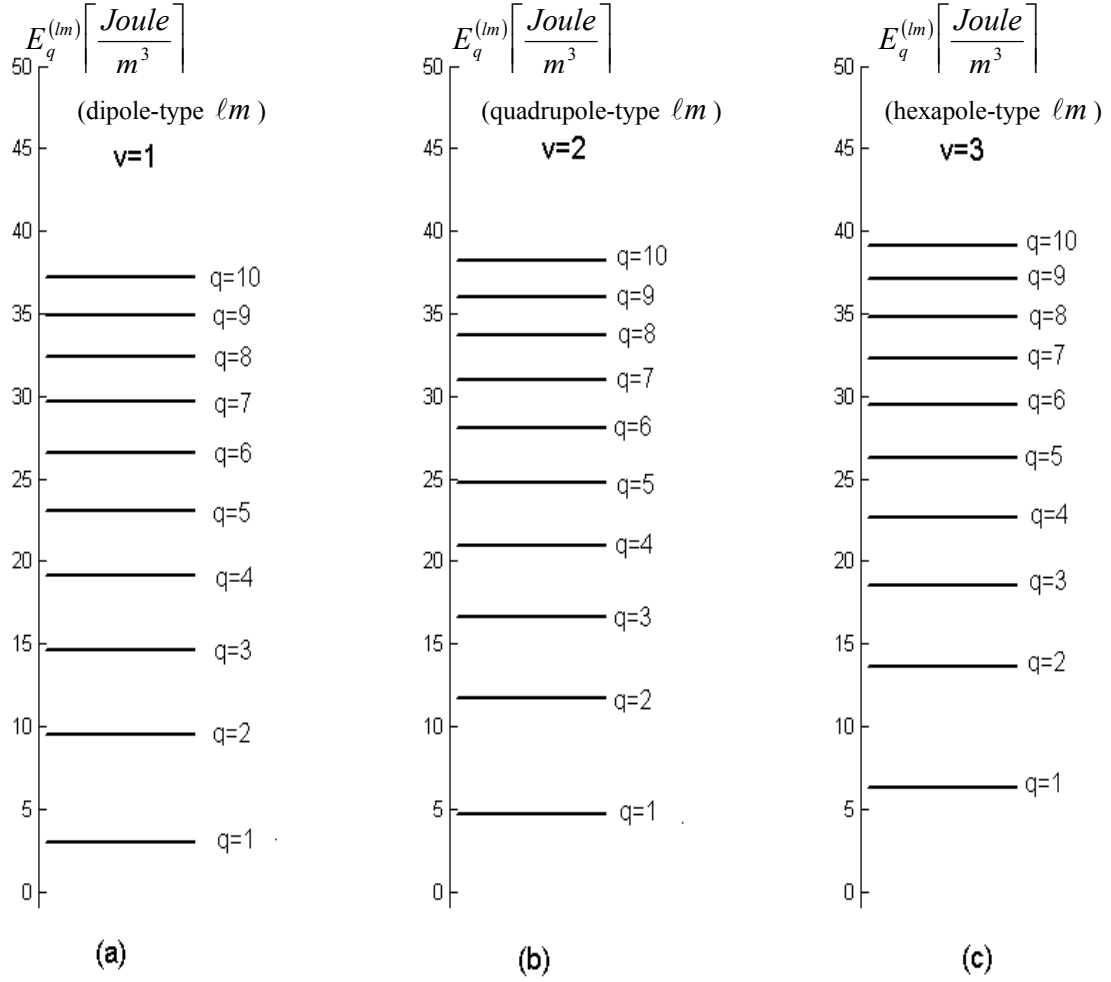 E_q^{(lm)} ⌈Joule/m^3⌉
50
(dipole-type ℓm )
v=1
45
40
q=10
35
q=9
q=8
30
q=7
q=6
25
q=5
20
q=4
15
q=3
10
q=2
5
q=1
0
(a)
E_q^{(lm)} ⌈Joule/m^3⌉
50
(quadrupole-type ℓm )
v=2
45
40
q=10
q=9
35
q=8
q=7
30
q=6
25
q=5
q=4
20
q=3
15
q=2
10
5
q=1
0
(b)
E_q^{(lm)} ⌈Joule/m^3⌉
50
(hexapole-type ℓm )
v=3
45
40
q=10
q=9
35
q=8
q=7
30
q=6
q=5
25
q=4
20
q=3
15
q=2
10
q=1
5
0
(c)